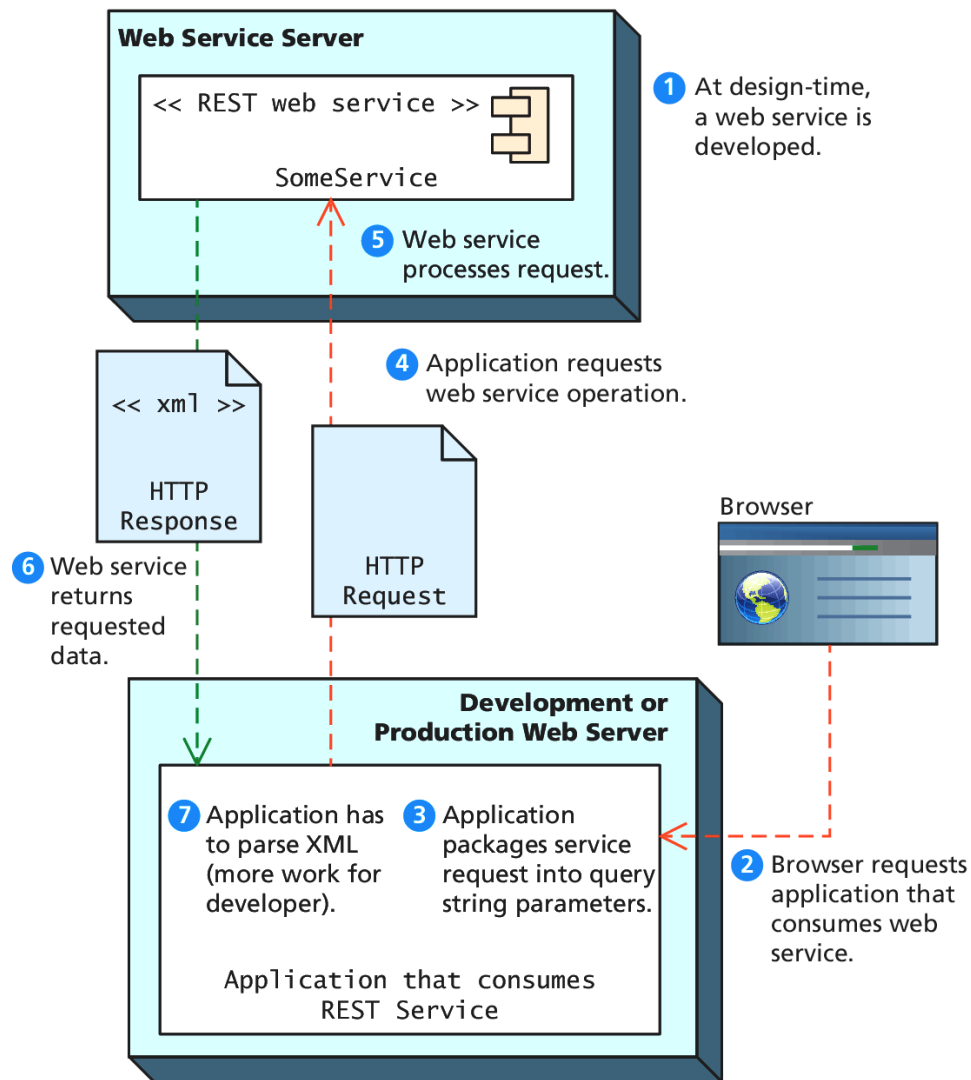 Web Service Server
<< REST web service >>
SomeService
1 At design-time,
a web service is
developed.
5 Web service
processes request.
4 Application requests
web service operation.
<< xml >>
HTTP
Response
HTTP
Request
Browser
6 Web service
returns
requested
data.
Development or
Production Web Server
7 Application has
to parse XML
(more work for
developer).
3 Application
packages service
request into query
string parameters.
2 Browser requests
application that
consumes web
service.
Application that consumes
REST Service